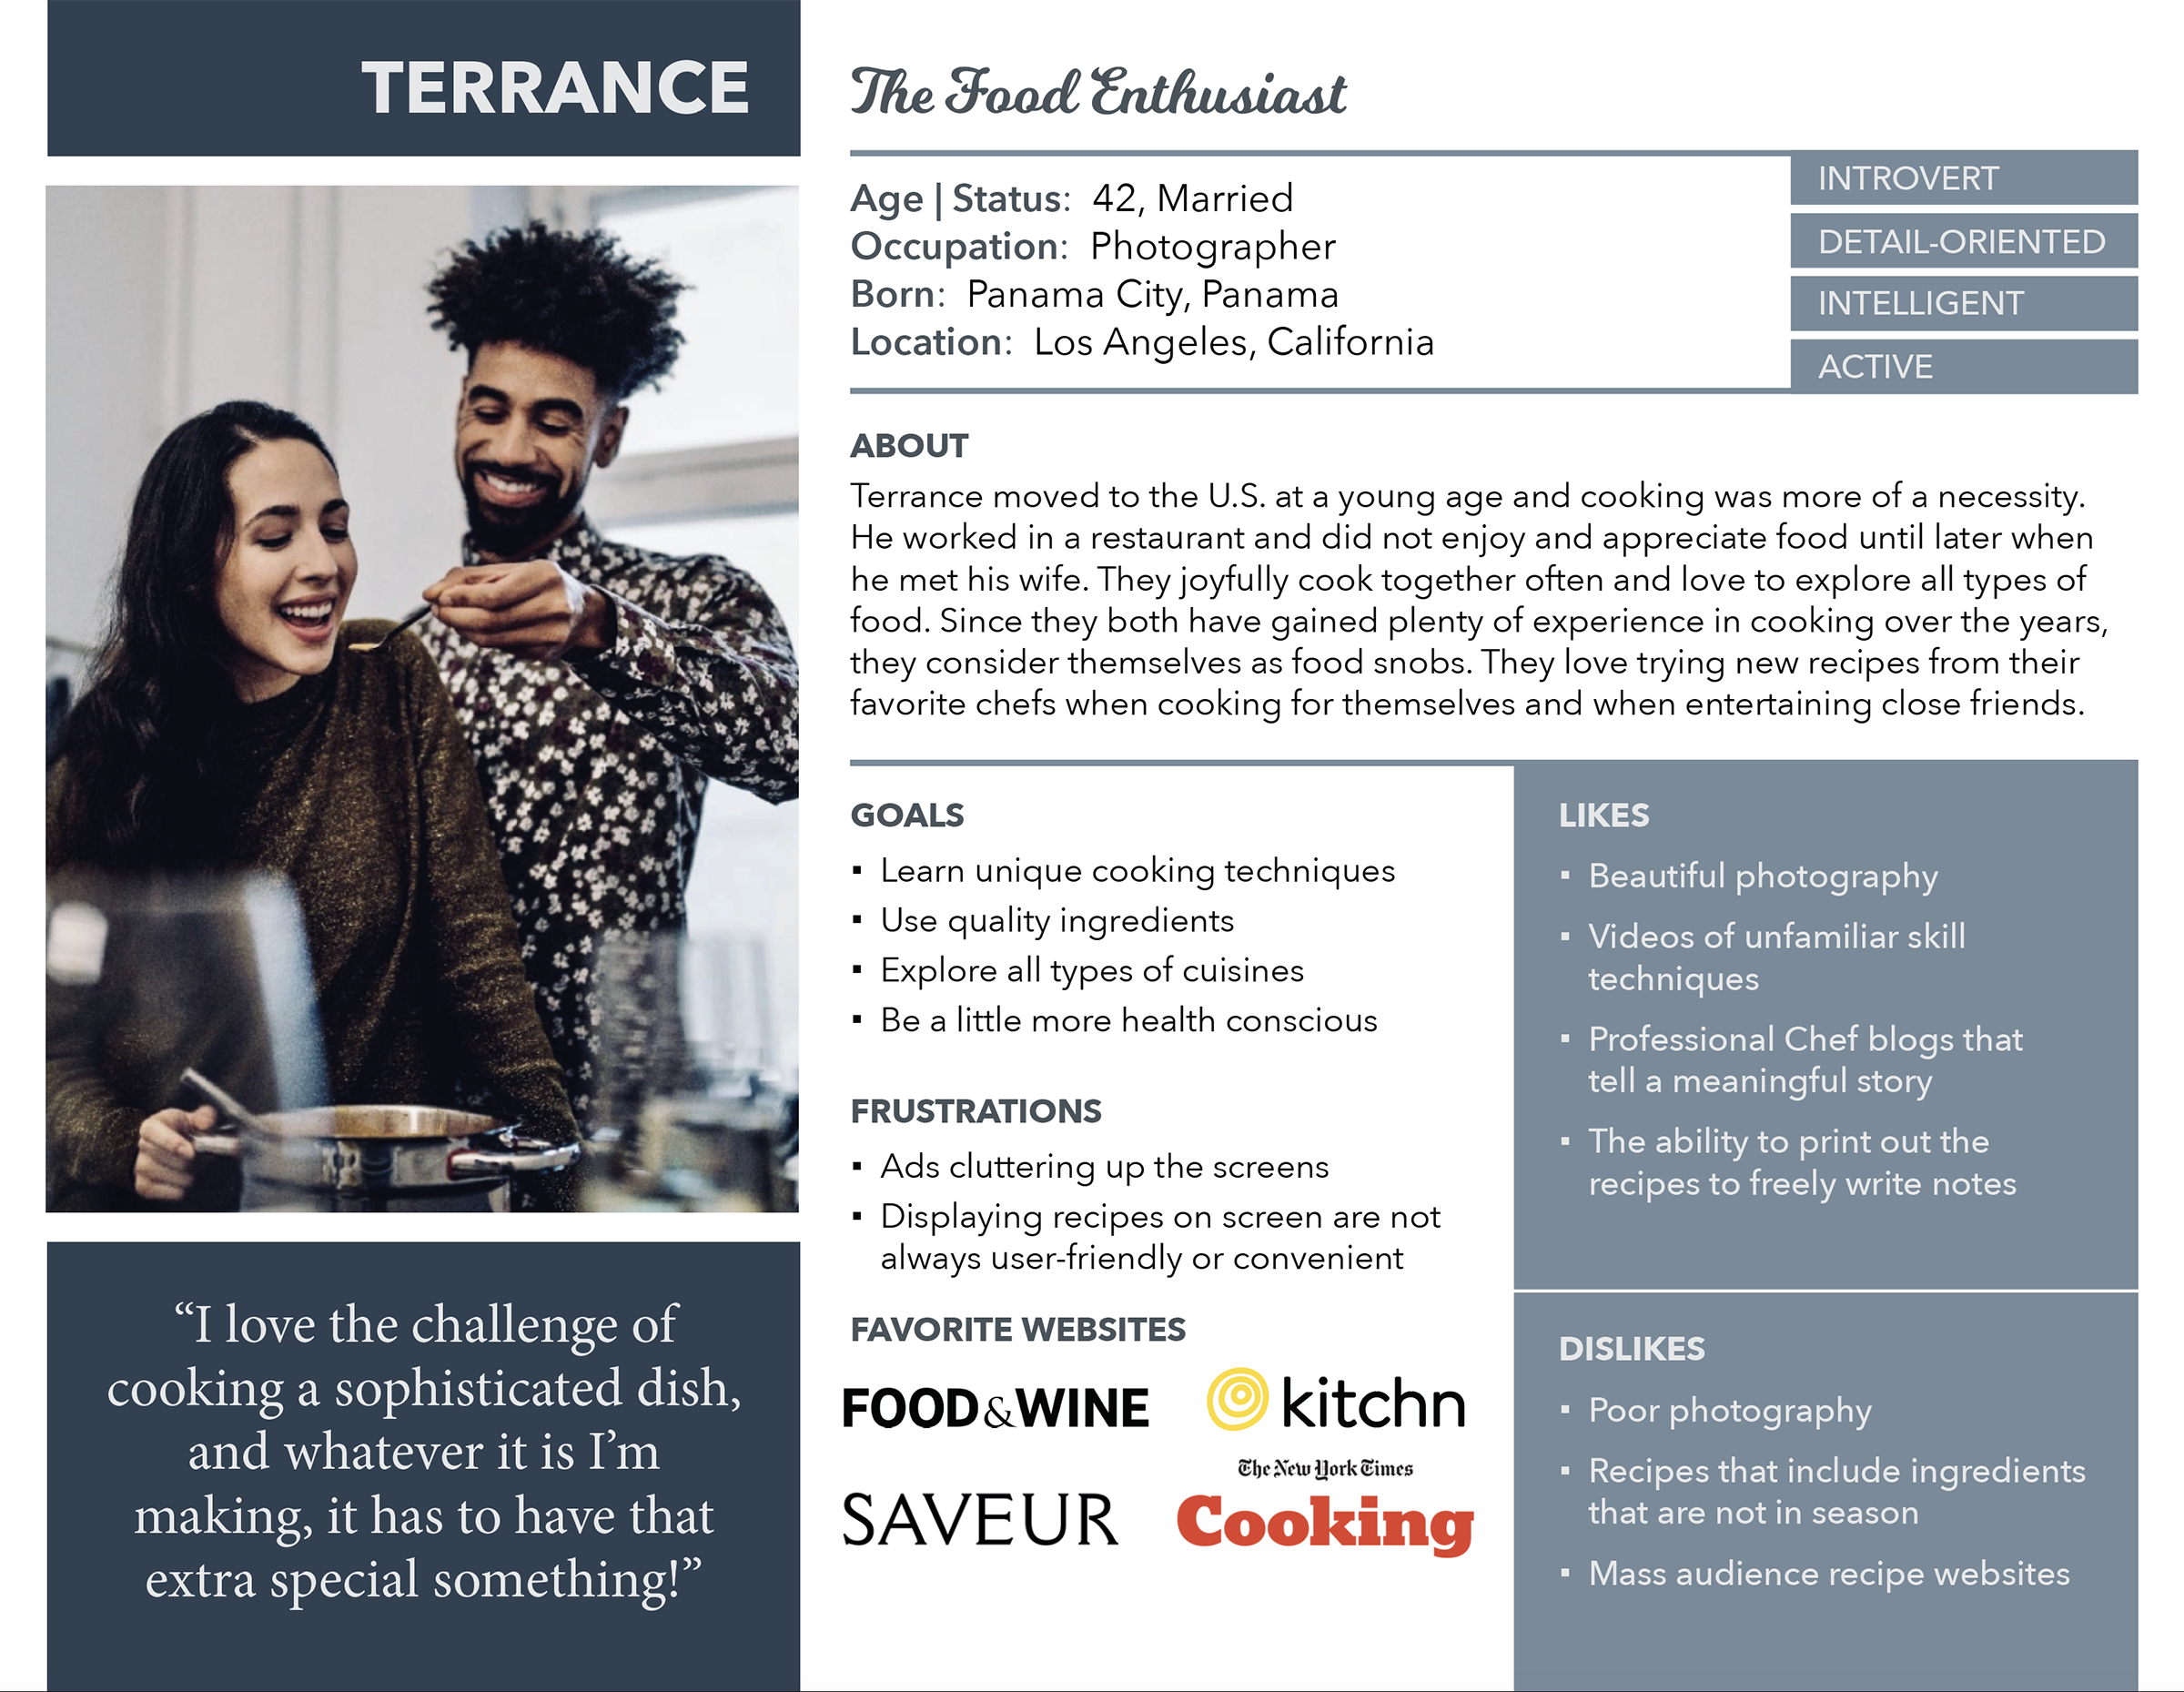 TERRANCE
The Food Enthusiast
Age | Status: 42, Married
Occupation: Photographer
Born: Panama City, Panama
Location: Los Angeles, California
INTROVERT
DETAIL-ORIENTED
INTELLIGENT
ACTIVE
ABOUT
Terrance moved to the U.S. at a young age and cooking was more of a necessity.
He worked in a restaurant and did not enjoy and appreciate food until later when
he met his wife. They joyfully cook together often and love to explore all types of
food. Since they both have gained plenty of experience in cooking over the years,
they consider themselves as food snobs. They love trying new recipes from their
favorite chefs when cooking for themselves and when entertaining close friends.
GOALS
▪ Learn unique cooking techniques
▪ Use quality ingredients
▪ Explore all types of cuisines
▪ Be a little more health conscious
FRUSTRATIONS
▪ Ads cluttering up the screens
▪ Displaying recipes on screen are not
always user-friendly or convenient
FAVORITE WEBSITES
FOOD&WINE
kitchn
SAVEUR
The New York Times
Cooking
LIKES
▪ Beautiful photography
▪ Videos of unfamiliar skill
techniques
▪ Professional Chef blogs that
tell a meaningful story
▪ The ability to print out the
recipes to freely write notes
DISLIKES
▪ Poor photography
▪ Recipes that include ingredients
that are not in season
▪ Mass audience recipe websites
“I love the challenge of
cooking a sophisticated dish,
and whatever it is I’m
making, it has to have that
extra special something!”